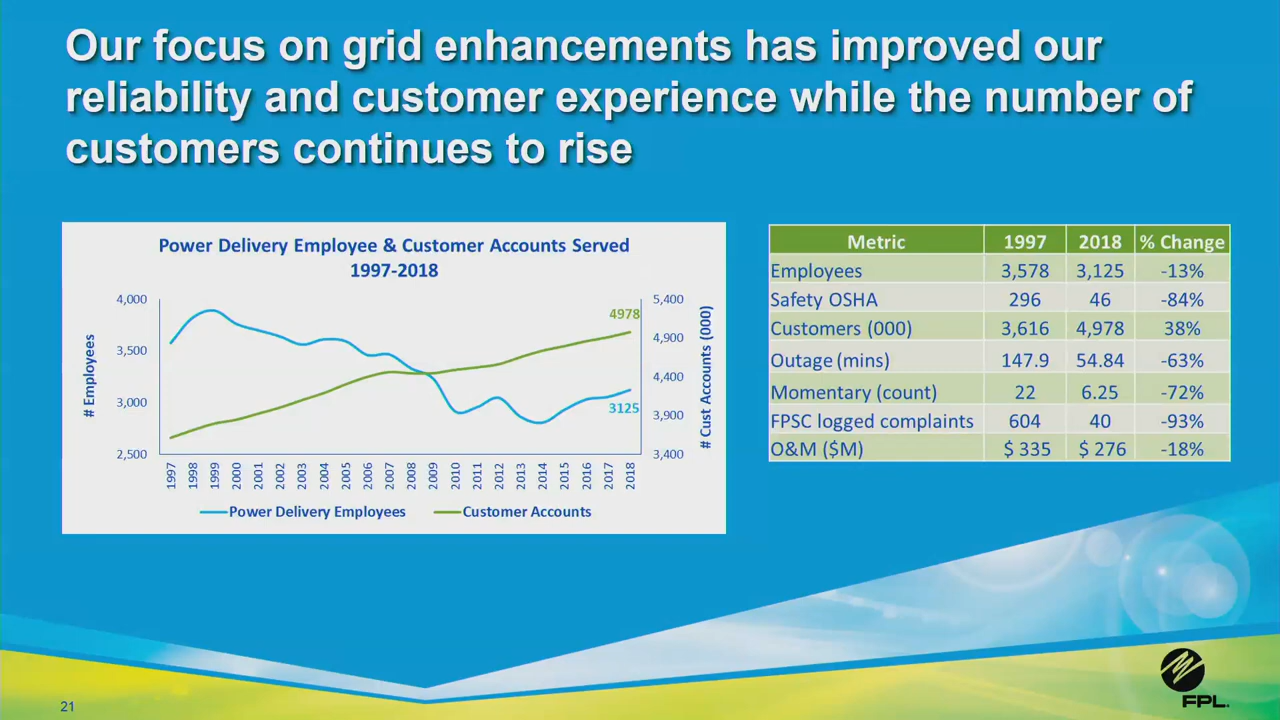 Our focus on grid enhancements has improved our
reliability and customer experience while the number of
customers continues to rise
Power Delivery Employee & Customer Accounts Served
1997-2018
# Employees
4,000
3,500
3,000
2,500
4978
3125
5,400
4,900
4,400
3,900
3,400
# Cust Accounts (000)
1997 1998 1999 2000 2001 2002 2003 2004 2005 2006 2007 2008 2009 2010 2011 2012 2013 2014 2015 2016 2017 2018
Power Delivery Employees Customer Accounts
Metric 1997 2018 % Change
Employees 3,578 3,125 -13%
Safety OSHA 296 46 -84%
Customers (000) 3,616 4,978 38%
Outage (mins) 147.9 54.84 -63%
Momentary (count) 22 6.25 -72%
FPSC logged complaints 604 40 -93%
O&M ($M) $ 335 $ 276 -18%
21
FPL.